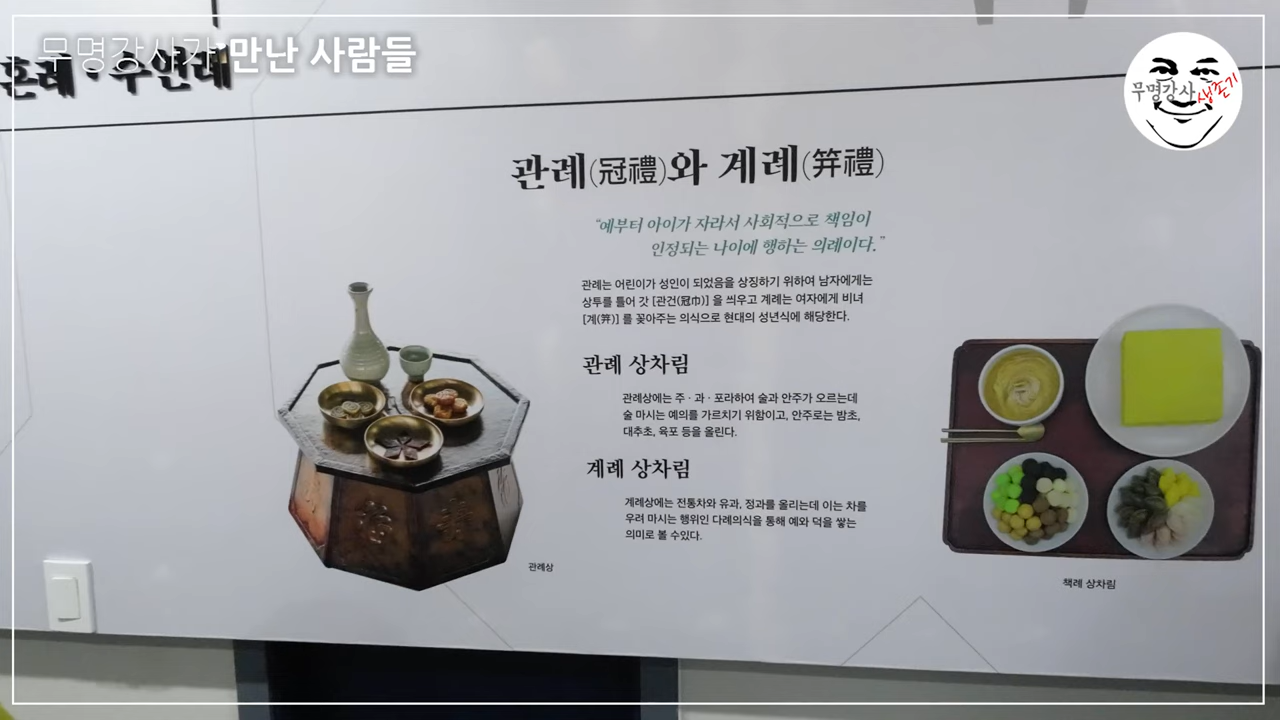 무명강사가 만난 사람들
혼례 · 수연례
무명강사
생존기
관례(冠禮)와 계례(笄禮)
“예부터 아이가 자라서 사회적으로 책임이
인정되는 나이에 행하는 의례이다.”
관례는 어린이가 성인이 되었음을 상징하기 위하여 남자에게는
상투를 틀어 갓 [관건(冠巾)] 을 씌우고 계례는 여자에게 비녀
[계(笄)] 를 꽂아주는 의식으로 현대의 성년식에 해당한다.
관례 상차림
관례상에는 주 · 과 · 포라하여 술과 안주가 오르는데
술 마시는 예의를 가르치기 위함이고, 안주로는 밤초,
대추초, 육포 등을 올린다.
계례 상차림
계례상에는 전통차와 유과, 정과를 올리는데 이는 차를
우려 마시는 행위인 다례의식을 통해 예와 덕을 쌓는
의미로 볼 수있다.
관례상
책례 상차림